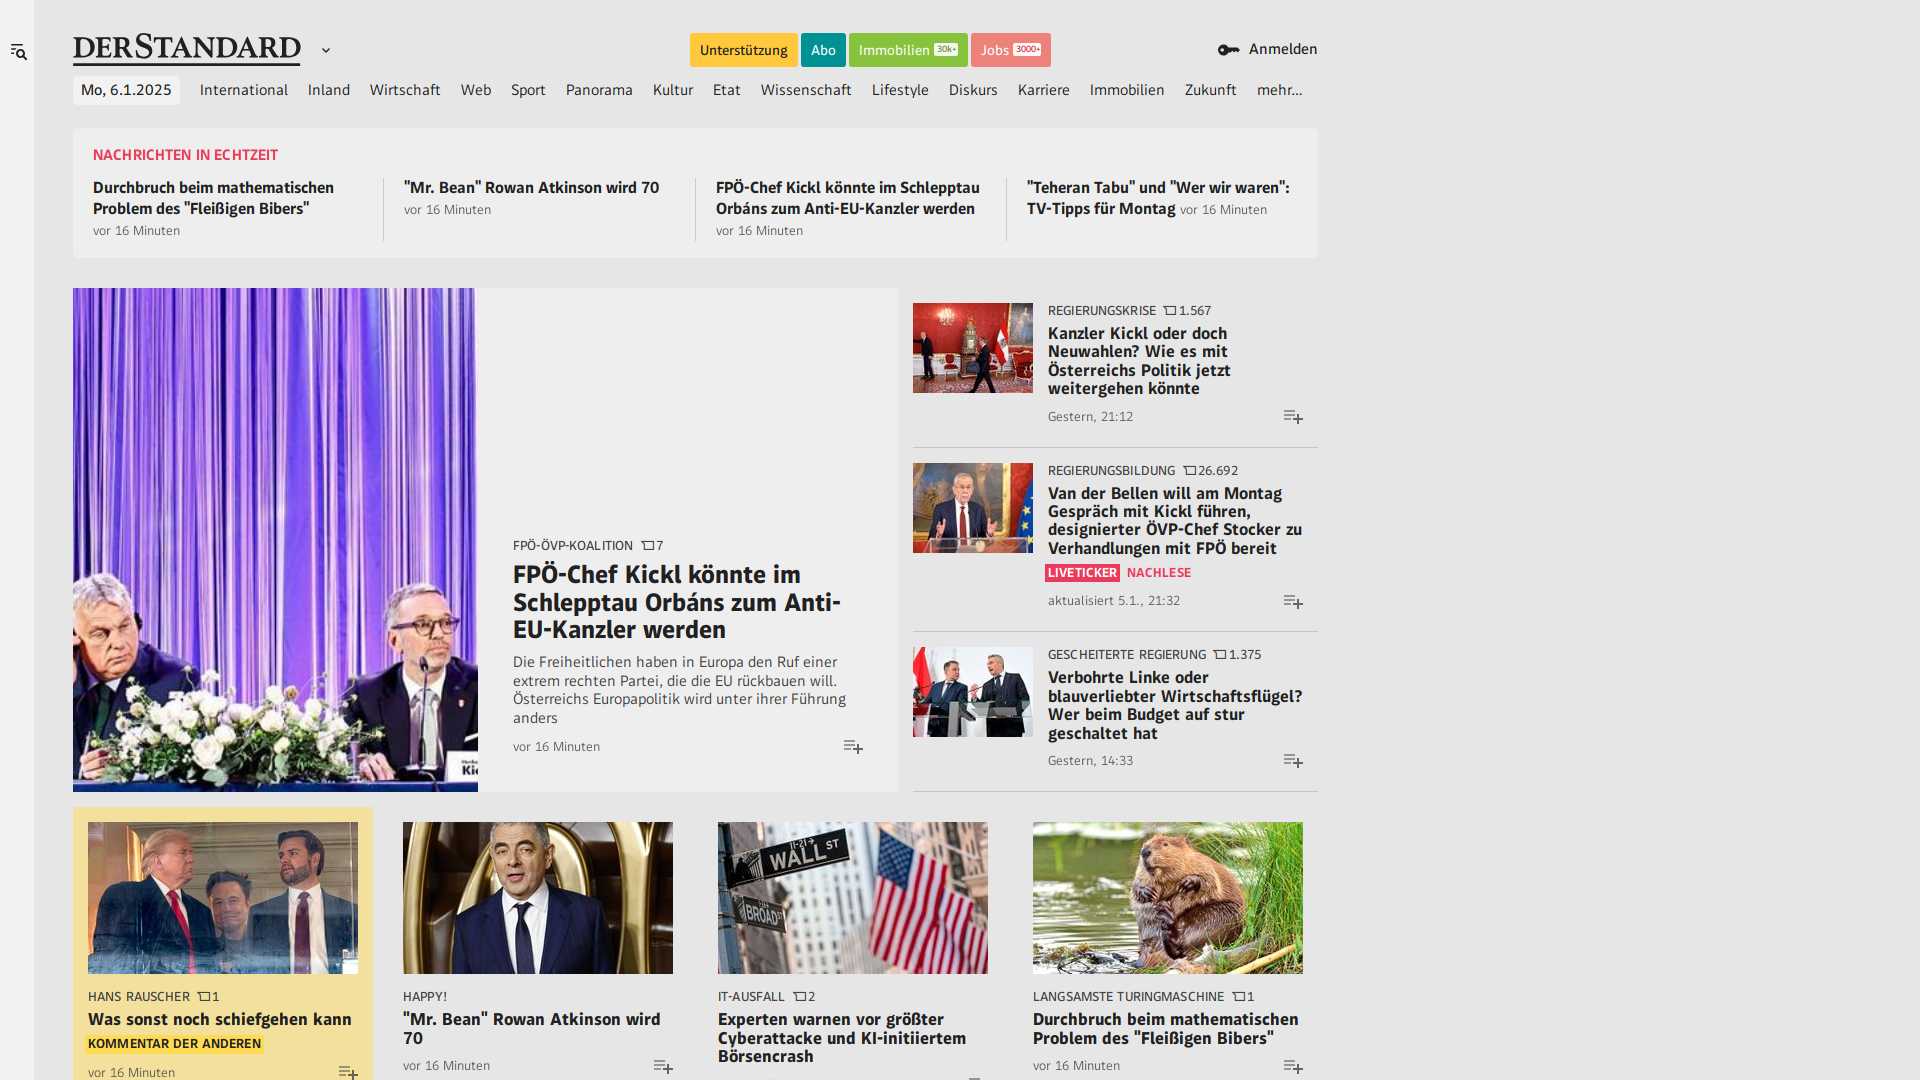 DERSTANDARD
Unterstützung
Abo
Immobilien 30k+
Jobs 3000+
Anmelden
Mo, 6.1.2025
International
Inland
Wirtschaft
Web
Sport
Panorama
Kultur
Etat
Wissenschaft
Lifestyle
Diskurs
Karriere
Immobilien
Zukunft
mehr…
NACHRICHTEN IN ECHTZEIT
Durchbruch beim mathematischen
Problem des "Fleißigen Bibers"
vor 16 Minuten
"Mr. Bean" Rowan Atkinson wird 70
vor 16 Minuten
FPÖ-Chef Kickl könnte im Schlepptau
Orbáns zum Anti-EU-Kanzler werden
vor 16 Minuten
"Teheran Tabu" und "Wer wir waren":
TV-Tipps für Montag vor 16 Minuten
FPÖ-ÖVP-KOALITION 7
FPÖ-Chef Kickl könnte im
Schlepptau Orbáns zum Anti-
EU-Kanzler werden
Die Freiheitlichen haben in Europa den Ruf einer
extrem rechten Partei, die die EU rückbauen will.
Österreichs Europapolitik wird unter ihrer Führung
anders
vor 16 Minuten
REGIERUNGSKRISE 1.567
Kanzler Kickl oder doch
Neuwahlen? Wie es mit
Österreichs Politik jetzt
weitergehen könnte
Gestern, 21:12
REGIERUNGSBILDUNG 26.692
Van der Bellen will am Montag
Gespräch mit Kickl führen,
designierter ÖVP-Chef Stocker zu
Verhandlungen mit FPÖ bereit
LIVETICKER NACHLESE
aktualisiert 5.1., 21:32
GESCHEITERTE REGIERUNG 1.375
Verbohrte Linke oder
blauverliebter Wirtschaftsflügel?
Wer beim Budget auf stur
geschaltet hat
Gestern, 14:33
HANS RAUSCHER 1
Was sonst noch schiefgehen kann
KOMMENTAR DER ANDEREN
vor 16 Minuten
HAPPY!
"Mr. Bean" Rowan Atkinson wird
70
vor 16 Minuten
11-21
WALL ST
BROAD
IT-AUSFALL 2
Experten warnen vor größter
Cyberattacke und KI-initiiertem
Börsencrash
LANGSAMSTE TURINGMASCHINE 1
Durchbruch beim mathematischen
Problem des "Fleißigen Bibers"
vor 16 Minuten